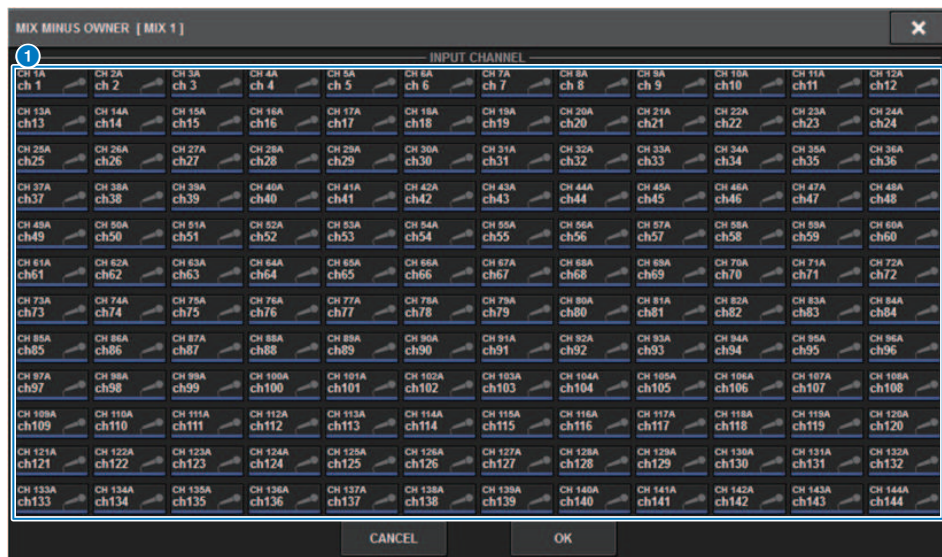 MIX MINUS OWNER [ MIX 1 ]
1
INPUT CHANNEL
CH 1A CH 2A CH 3A CH 4A CH 5A CH 6A CH 7A CH 8A CH 9A CH 10A CH 11A CH 12A
ch 1 ch 2 ch 3 ch 4 ch 5 ch 6 ch 7 ch 8 ch 9 ch10 ch11 ch12
CH 13A CH 14A CH 15A CH 16A CH 17A CH 18A CH 19A CH 20A CH 21A CH 22A CH 23A CH 24A
ch13 ch14 ch15 ch16 ch17 ch18 ch19 ch20 ch21 ch22 ch23 ch24
CH 25A CH 26A CH 27A CH 28A CH 29A CH 30A CH 31A CH 32A CH 33A CH 34A CH 35A CH 36A
ch25 ch26 ch27 ch28 ch29 ch30 ch31 ch32 ch33 ch34 ch35 ch36
CH 37A CH 38A CH 39A CH 40A CH 41A CH 42A CH 43A CH 44A CH 45A CH 46A CH 47A CH 48A
ch37 ch38 ch39 ch40 ch41 ch42 ch43 ch44 ch45 ch46 ch47 ch48
CH 49A CH 50A CH 51A CH 52A CH 53A CH 54A CH 55A CH 56A CH 57A CH 58A CH 59A CH 60A
ch49 ch50 ch51 ch52 ch53 ch54 ch55 ch56 ch57 ch58 ch59 ch60
CH 61A CH 62A CH 63A CH 64A CH 65A CH 66A CH 67A CH 68A CH 69A CH 70A CH 71A CH 72A
ch61 ch62 ch63 ch64 ch65 ch66 ch67 ch68 ch69 ch70 ch71 ch72
CH 73A CH 74A CH 75A CH 76A CH 77A CH 78A CH 79A CH 80A CH 81A CH 82A CH 83A CH 84A
ch73 ch74 ch75 ch76 ch77 ch78 ch79 ch80 ch81 ch82 ch83 ch84
CH 85A CH 86A CH 87A CH 88A CH 89A CH 90A CH 91A CH 92A CH 93A CH 94A CH 95A CH 96A
ch85 ch86 ch87 ch88 ch89 ch90 ch91 ch92 ch93 ch94 ch95 ch96
CH 97A CH 98A CH 99A CH 100A CH 101A CH 102A CH 103A CH 104A CH 105A CH 106A CH 107A CH 108A
ch97 ch98 ch99 ch100 ch101 ch102 ch103 ch104 ch105 ch106 ch107 ch108
CH 109A CH 110A CH 111A CH 112A CH 113A CH 114A CH 115A CH 116A CH 117A CH 118A CH 119A CH 120A
ch109 ch110 ch111 ch112 ch113 ch114 ch115 ch116 ch117 ch118 ch119 ch120
CH 121A CH 122A CH 123A CH 124A CH 125A CH 126A CH 127A CH 128A CH 129A CH 130A CH 131A CH 132A
ch121 ch122 ch123 ch124 ch125 ch126 ch127 ch128 ch129 ch130 ch131 ch132
CH 133A CH 134A CH 135A CH 136A CH 137A CH 138A CH 139A CH 140A CH 141A CH 142A CH 143A CH 144A
ch133 ch134 ch135 ch136 ch137 ch138 ch139 ch140 ch141 ch142 ch143 ch144
CANCEL OK